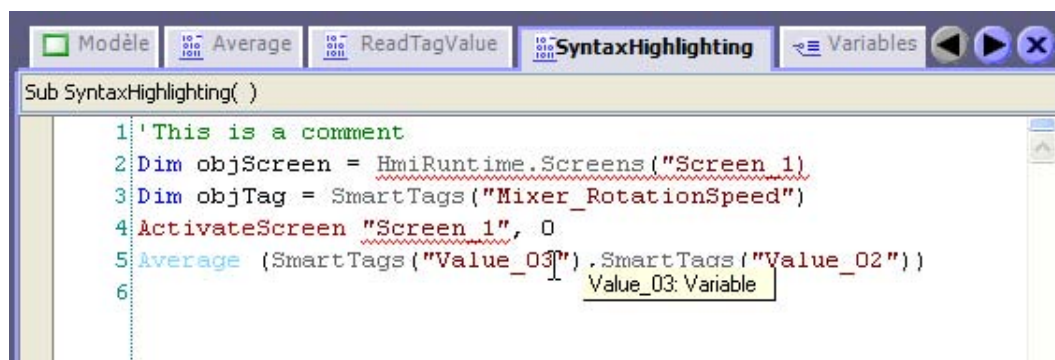 Modèle Average ReadTagValue SyntaxHighlighting Variables
Sub SyntaxHighlighting( )
1 'This is a comment
2 Dim objScreen = HmiRuntime.Screens("Screen_1)
3 Dim objTag = SmartTags("Mixer_RotationSpeed")
4 ActivateScreen "Screen_1", 0
5 Average (SmartTags("Value_03").SmartTags("Value_02"))
Value_03: Variable
6